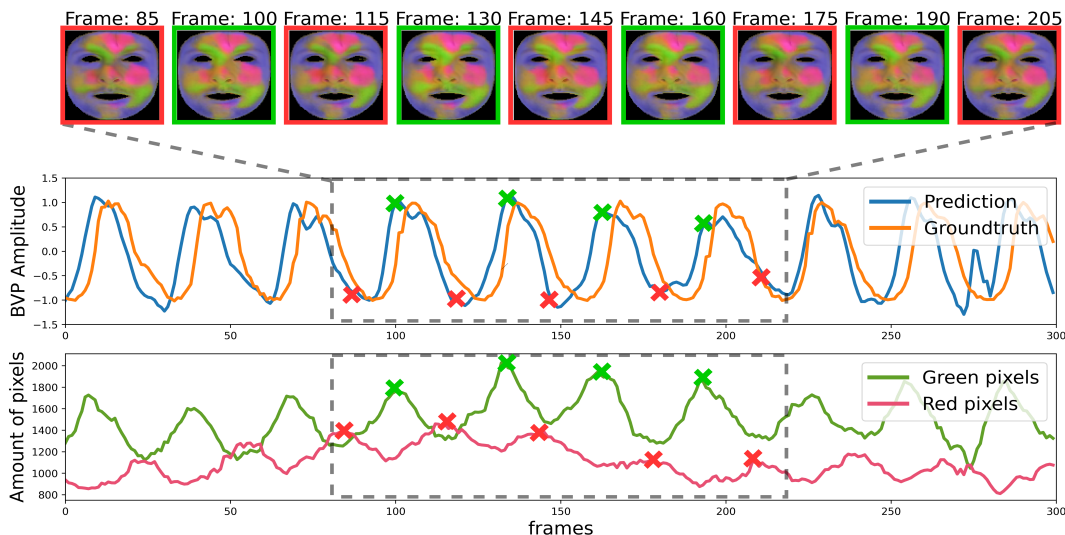 Frame: 85 Frame: 100 Frame: 115 Frame: 130 Frame: 145 Frame: 160 Frame: 175 Frame: 190 Frame: 205
BVP Amplitude
1.5
1.0
0.5
0.0
−0.5
−1.0
−1.5
Prediction
Groundtruth
0 50 100 150 200 250 300
Amount of pixels
2000
1800
1600
1400
1200
1000
800
Green pixels
Red pixels
0 50 100 150 200 250 300
frames